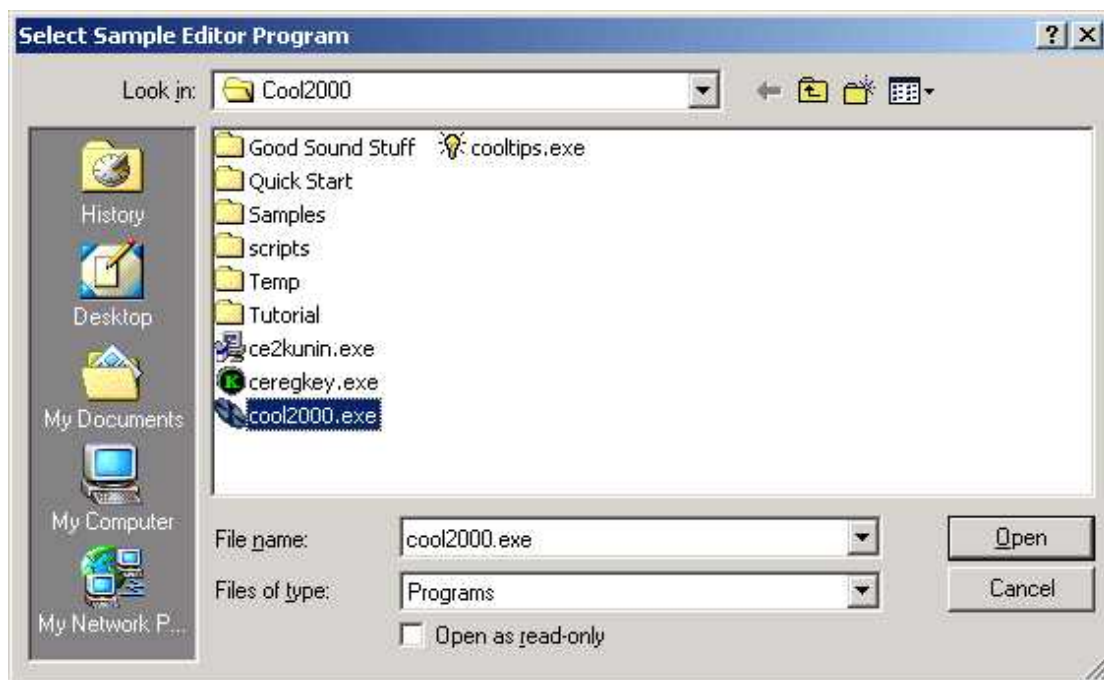 Select Sample Editor Program
Look in: Cool2000
History
Desktop
My Documents
My Computer
My Network P...
Good Sound Stuff
Quick Start
Samples
scripts
Temp
Tutorial
ce2kunin.exe
ceregkey.exe
cool2000.exe
cooltips.exe
File name: cool2000.exe
Open
Files of type: Programs
Cancel
Open as read-only